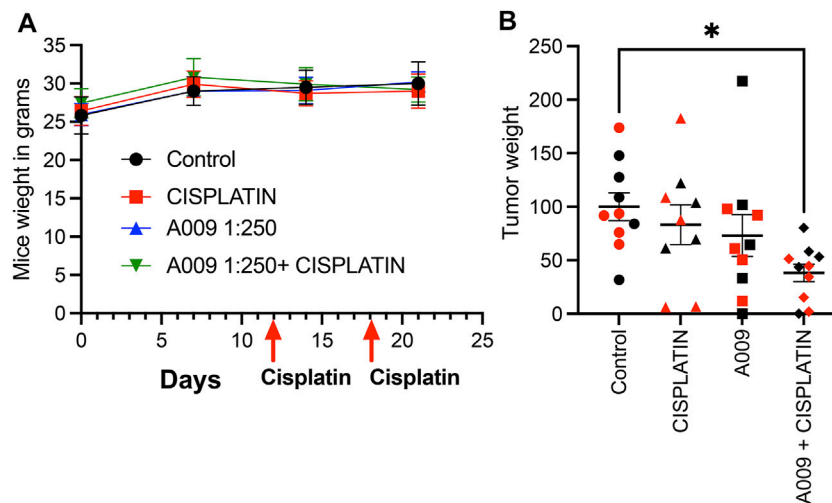 A
Mice wieght in grams
35
30
25
20
15
10
5
0
Control
CISPLATIN
A009 1:250
A009 1:250+ CISPLATIN
0 5 10 15 20 25
Days
Cisplatin Cisplatin
B
*
Tumor weight
250
200
150
100
50
0
Control
CISPLATIN
A009
A009 + CISPLATIN